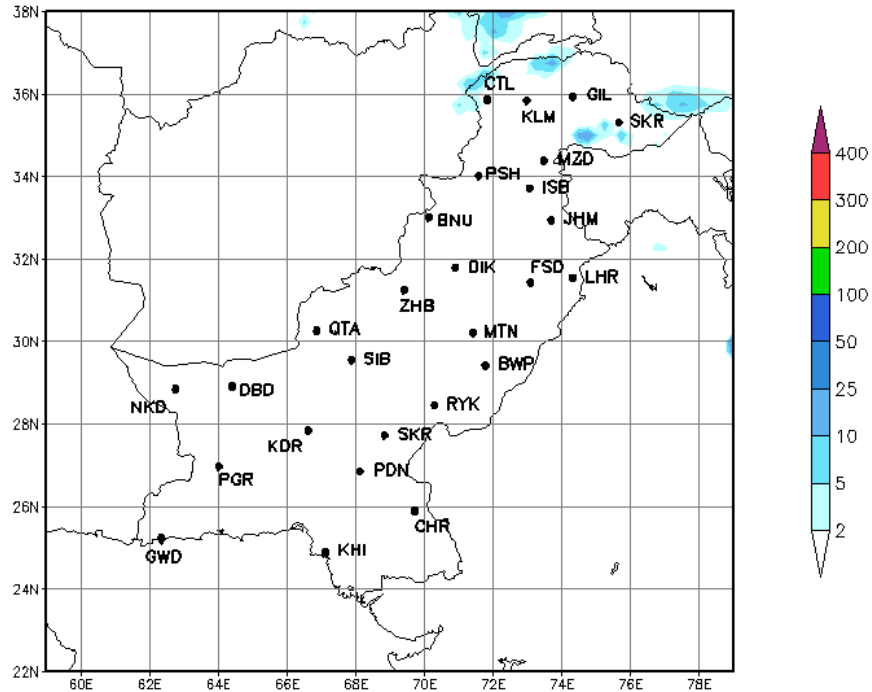 38N
36N
34N
32N
30N
28N
26N
24N
22N
60E 62E 64E 66E 68E 70E 72E 74E 76E 78E
CTL
GIL
KLM
SKR
MZD
PSH
ISB
BNU
JHM
DIK
FSD
LHR
ZHB
QTA
MTN
SIB
BWP
NKD
DBD
RYK
KDR
SKR
PGR
PDN
CHR
GWD
KHI
400
300
200
100
50
25
10
5
2